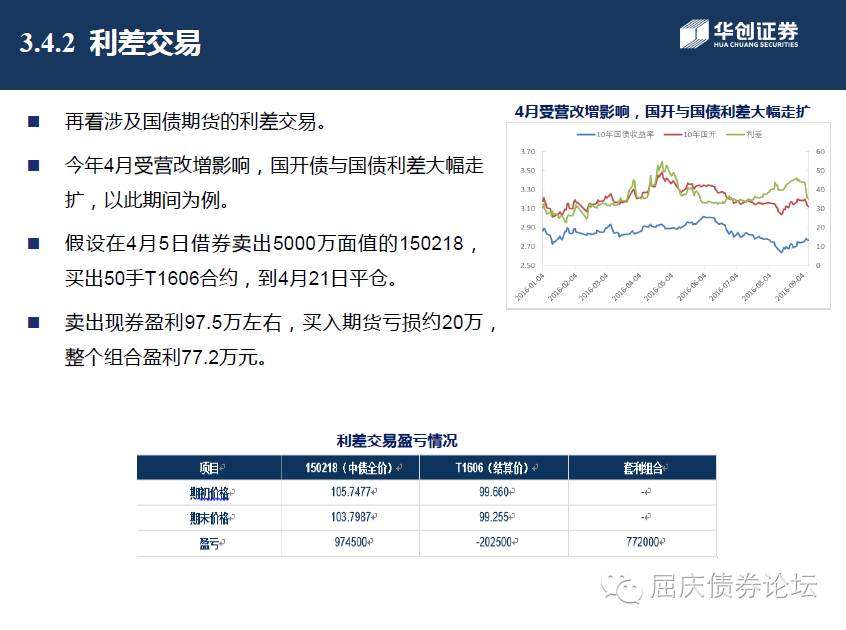 3.4.2 利差交易
华创证券
HUA CHUANG SECURITIES
再看涉及国债期货的利差交易。
今年4月受营改增影响，国开债与国债利差大幅走
扩，以此期间为例。
假设在4月5日借券卖出5000万面值的150218，
买出50手T1606合约，到4月21日平仓。
卖出现券盈利97.5万左右，买入期货亏损约20万，
整个组合盈利77.2万元。
4月受营改增影响，国开与国债利差大幅走扩
10年国债收益率 10年国开 利差
3.70 60
3.50 50
3.30 40
3.10 30
2.90 20
2.70 10
2.50 0
2016-01-04 2016-02-04 2016-03-04 2016-04-04 2016-05-04 2016-06-04 2016-07-04 2016-08-04 2016-09-04
利差交易盈亏情况
项目 150218（中债全价） T1606（结算价） 套利组合
期初价格 105.7477 99.660 -
期末价格 103.7987 99.255 -
盈亏 974500 -202500 772000
屈庆债券论坛